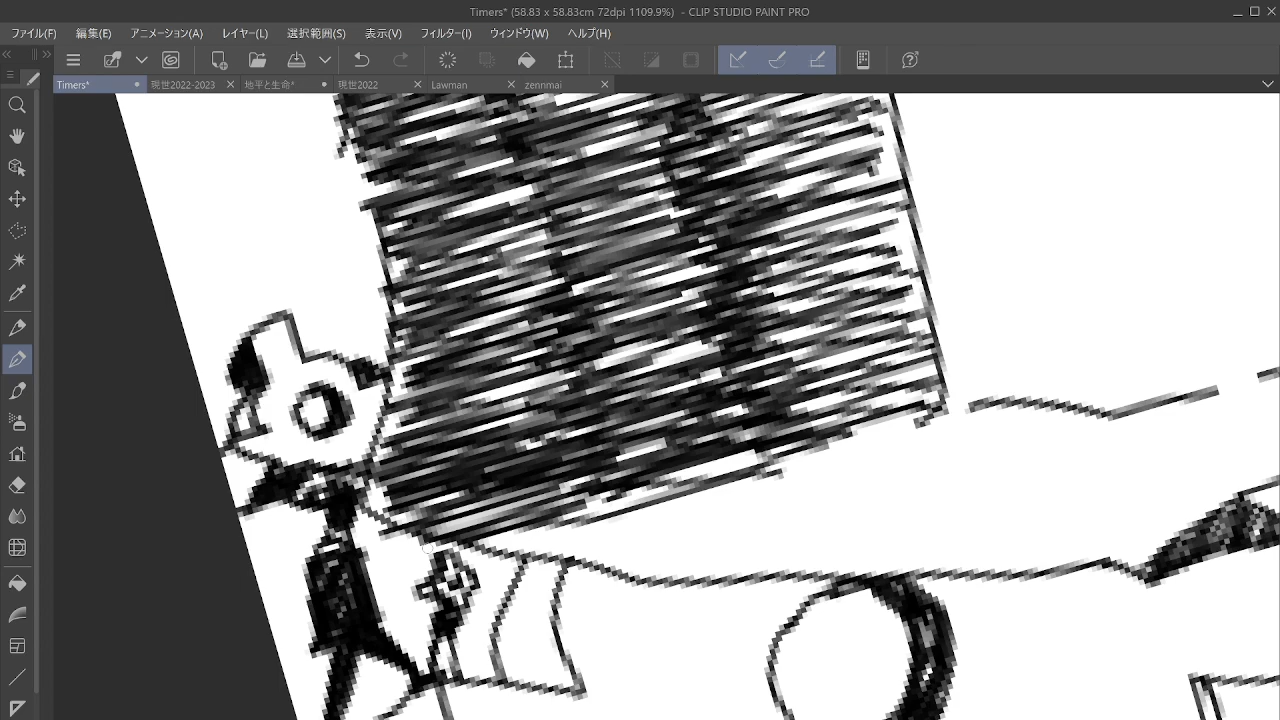 Timers* (58.83 x 58.83cm 72dpi 1109.9%)  - CLIP STUDIO PAINT PRO
ファイル(F) 編集(E) アニメーション(A) レイヤー(L) 選択範囲(S) 表示(V) フィルター(I) ウィンドウ(W) ヘルプ(H)
Timers* 現世2022-2023 地平と生命* 現世2022 Lawman zennmai